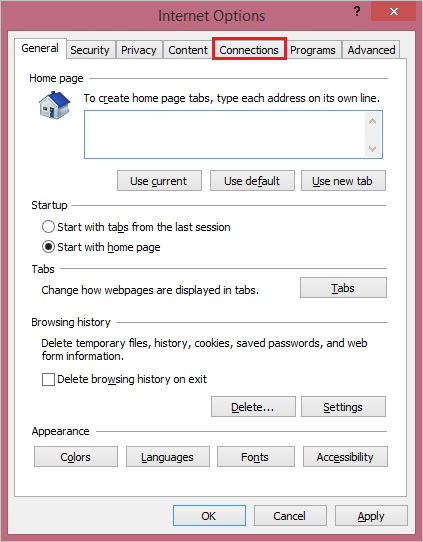 Internet Options
?
General Security Privacy Content Connections Programs Advanced
Home page
To create home page tabs, type each address on its own line.
Use current Use default Use new tab
Startup
Start with tabs from the last session
Start with home page
Tabs
Change how webpages are displayed in tabs. Tabs
Browsing history
Delete temporary files, history, cookies, saved passwords, and web
form information.
Delete browsing history on exit
Delete... Settings
Appearance
Colors Languages Fonts Accessibility
OK Cancel Apply